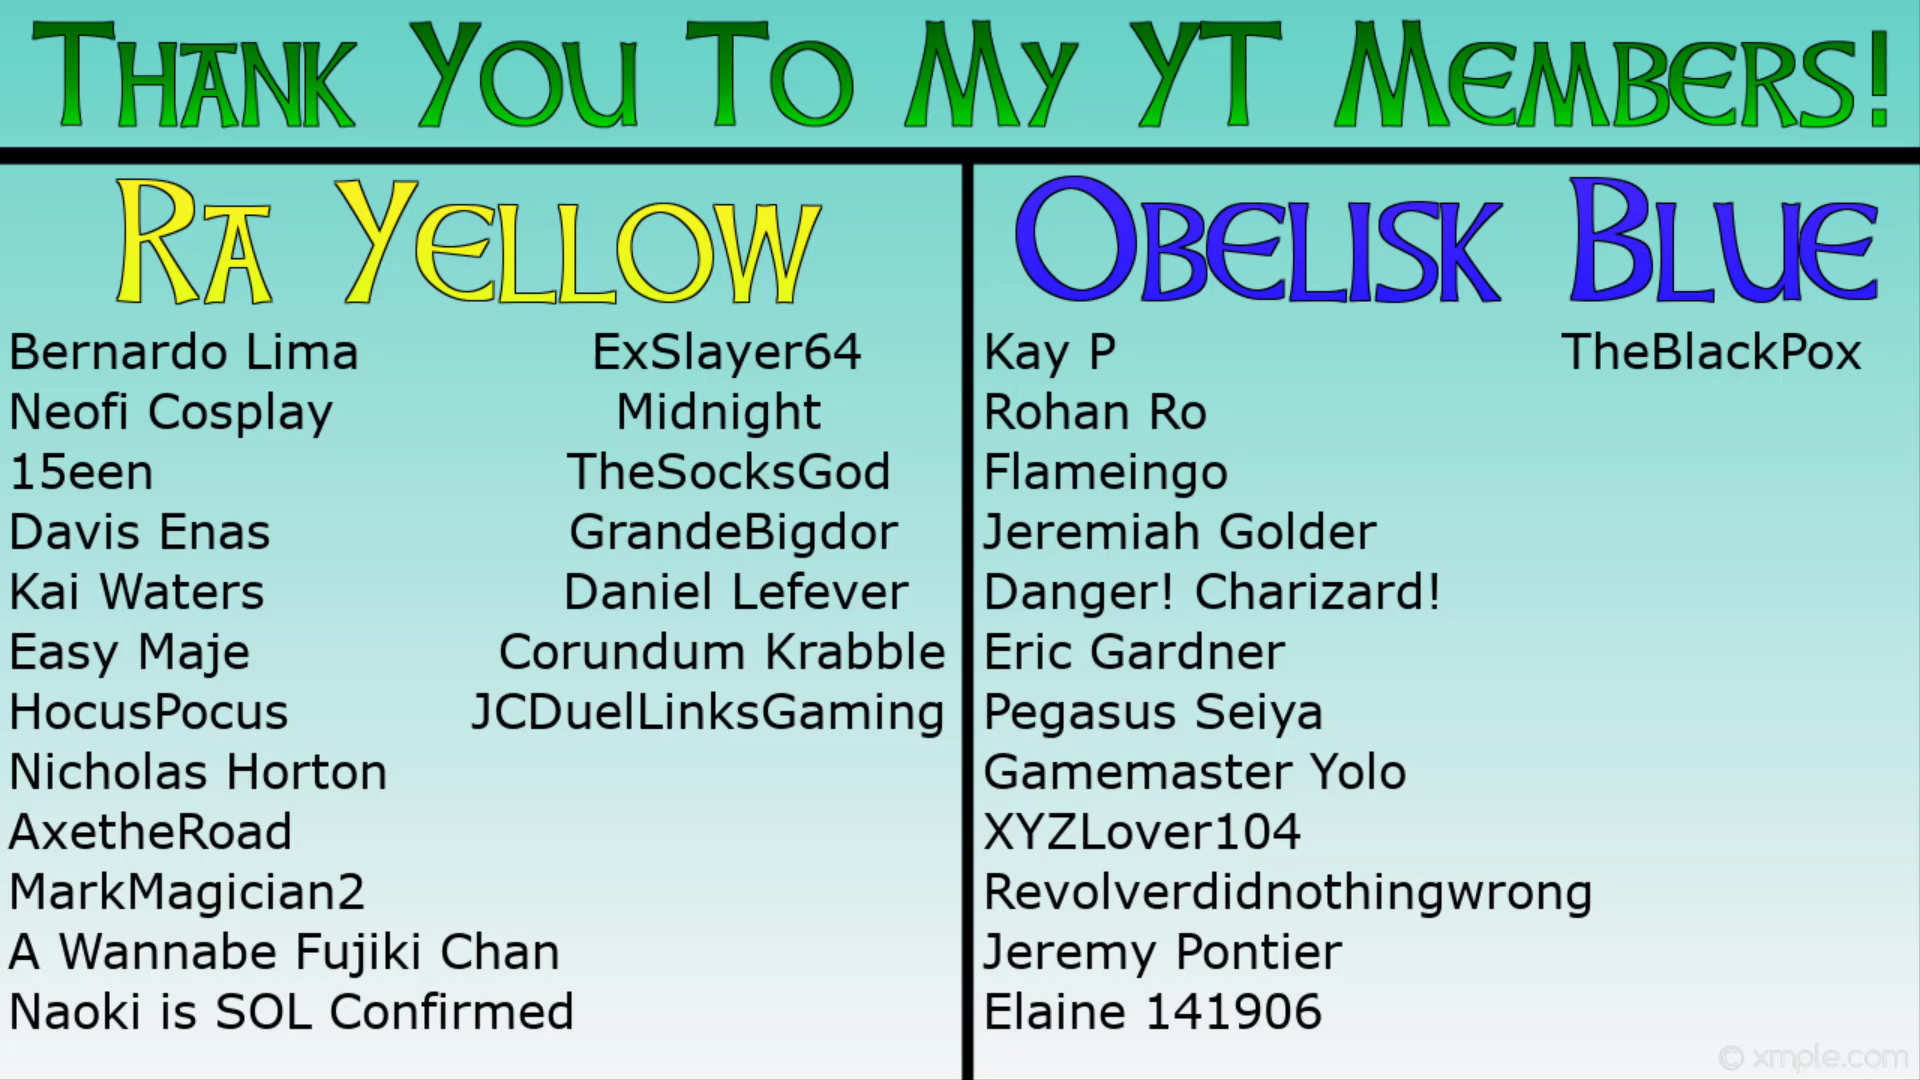 Thank You To My YT Members!
Ra Yellow
Bernardo Lima
Neofi Cosplay
15een
Davis Enas
Kai Waters
Easy Maje
HocusPocus
Nicholas Horton
AxetheRoad
MarkMagician2
A Wannabe Fujiki Chan
Naoki is SOL Confirmed
ExSlayer64
Midnight
TheSocksGod
GrandeBigdor
Daniel Lefever
Corundum Krabble
JCDuelLinksGaming
Obelisk Blue
Kay P
Rohan Ro
Flameingo
Jeremiah Golder
Danger! Charizard!
Eric Gardner
Pegasus Seiya
Gamemaster Yolo
XYZLover104
Revolverdidnothingwrong
Jeremy Pontier
Elaine 141906
TheBlackPox
© xmple.com